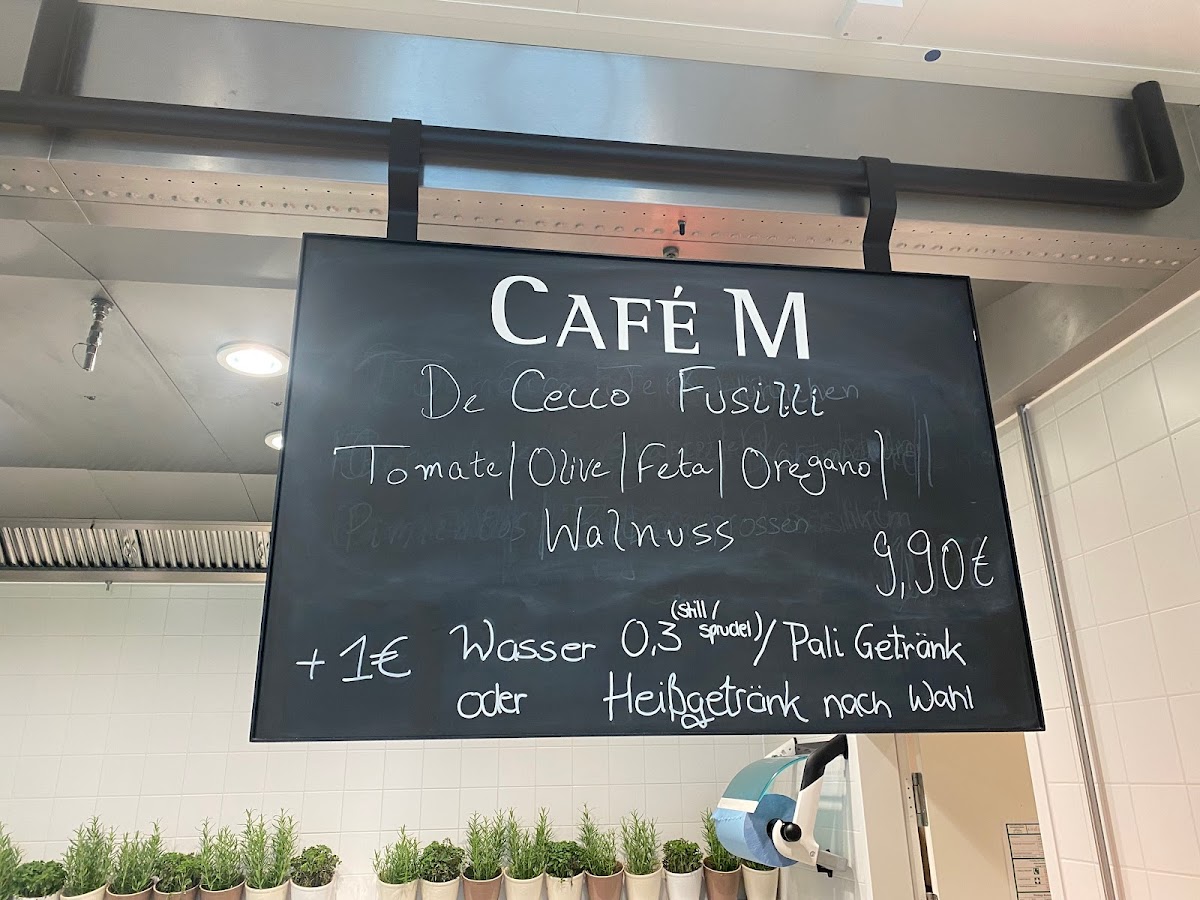 CAFÉ M
De Cecco Fusilli
Tomate/Olive/Feta/Oregano/
Walnuss
9,90€
+1€ Wasser 0,3 (still/sprudel)/Pali Getränk
oder Heißgetränk nach Wahl